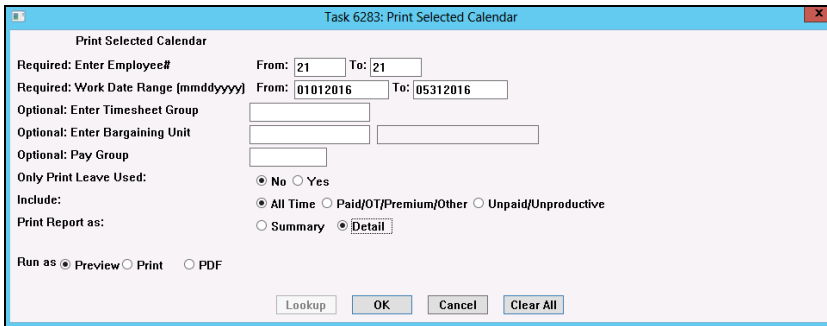 Task 6283: Print Selected Calendar
x
Print Selected Calendar
Required: Enter Employee# From: 21 To: 21
Required: Work Date Range (mmddyyyy) From: 01012016 To: 05312016
Optional: Enter Timesheet Group
Optional: Enter Bargaining Unit
Optional: Pay Group
Only Print Leave Used: No Yes
Include: All Time Paid/OT/Premium/Other Unpaid/Unproductive
Print Report as: Summary Detail
Run as Preview Print PDF
Lookup OK Cancel Clear All